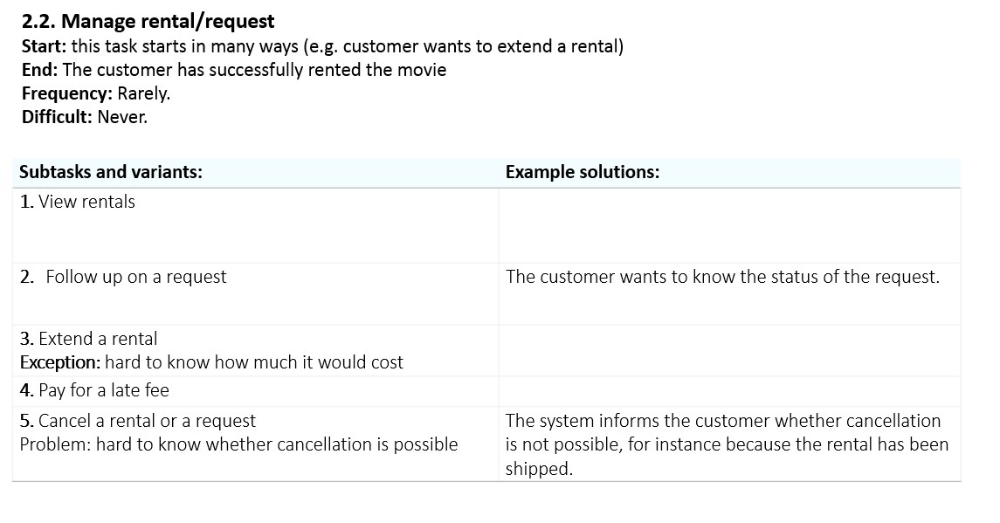 2.2. Manage rental/request
Start: this task starts in many ways (e.g. customer wants to extend a rental)
End: The customer has successfully rented the movie
Frequency: Rarely.
Difficult: Never.
Subtasks and variants:
Example solutions:
1. View rentals
2. Follow up on a request
The customer wants to know the status of the request.
3. Extend a rental
Exception: hard to know how much it would cost
4. Pay for a late fee
5. Cancel a rental or a request
Problem: hard to know whether cancellation is possible
The system informs the customer whether cancellation
is not possible, for instance because the rental has been
shipped.